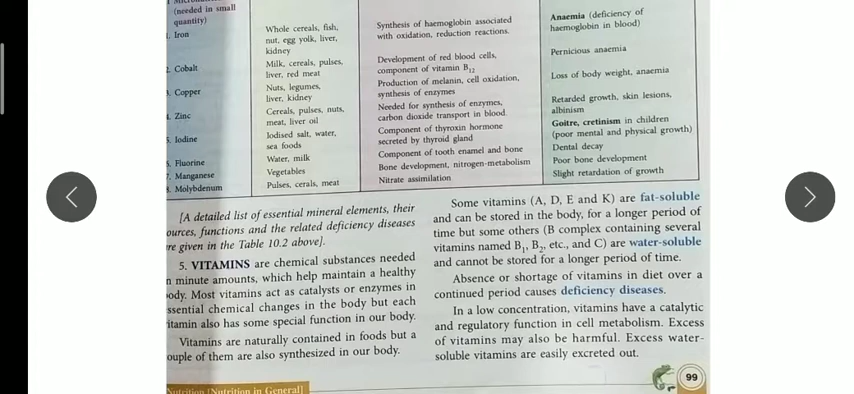 (needed in small
quantity)
1. Iron
Whole cereals, fish,
nut, egg yolk, liver,
kidney
Synthesis of haemoglobin associated
with oxidation, reduction reactions.
Anaemia (deficiency of
haemoglobin in blood)
2. Cobalt
Milk, cereals, pulses,
liver, red meat
Development of red blood cells,
component of vitamin B12
Pernicious anaemia
3. Copper
Nuts, legumes,
liver, kidney
Production of melanin, cell oxidation,
synthesis of enzymes
Loss of body weight, anaemia
4. Zinc
Cereals, pulses, nuts,
meat, liver oil
Needed for synthesis of enzymes,
carbon dioxide transport in blood.
Retarded growth, skin lesions,
albinism
5. Iodine
Iodised salt, water,
sea foods
Component of thyroxin hormone
secreted by thyroid gland
Goitre, cretinism in children
(poor mental and physical growth)
6. Fluorine
Water, milk
Component of tooth enamel and bone
Dental decay
7. Manganese
Vegetables
Bone development, nitrogen-metabolism
Poor bone development
8. Molybdenum
Pulses, cerals, meat
Nitrate assimilation
Slight retardation of growth
[A detailed list of essential mineral elements, their
ources, functions and the related deficiency diseases
re given in the Table 10.2 above].
5. VITAMINS are chemical substances needed
n minute amounts, which help maintain a healthy
ody. Most vitamins act as catalysts or enzymes in
ssential chemical changes in the body but each
itamin also has some special function in our body.
Vitamins are naturally contained in foods but a
ouple of them are also synthesized in our body.
Some vitamins (A, D, E and K) are fat-soluble
and can be stored in the body, for a longer period of
time but some others (B complex containing several
vitamins named B1, B2, etc., and C) are water-soluble
and cannot be stored for a longer period of time.
Absence or shortage of vitamins in diet over a
continued period causes deficiency diseases.
In a low concentration, vitamins have a catalytic
and regulatory function in cell metabolism. Excess
of vitamins may also be harmful. Excess water-
soluble vitamins are easily excreted out.
Nutrition [Nutrition in General]
99